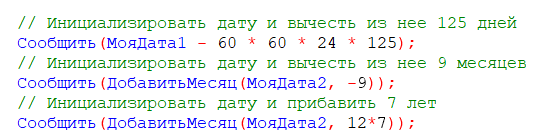 // Инициализировать дату и вычесть из нее 125 дней
Сообщить(МояДата1 - 60 * 60 * 24 * 125);
// Инициализировать дату и вычесть из нее 9 месяцев
Сообщить(ДобавитьМесяц(МояДата2, -9));
// Инициализировать дату и прибавить 7 лет
Сообщить(ДобавитьМесяц(МояДата2, 12*7));